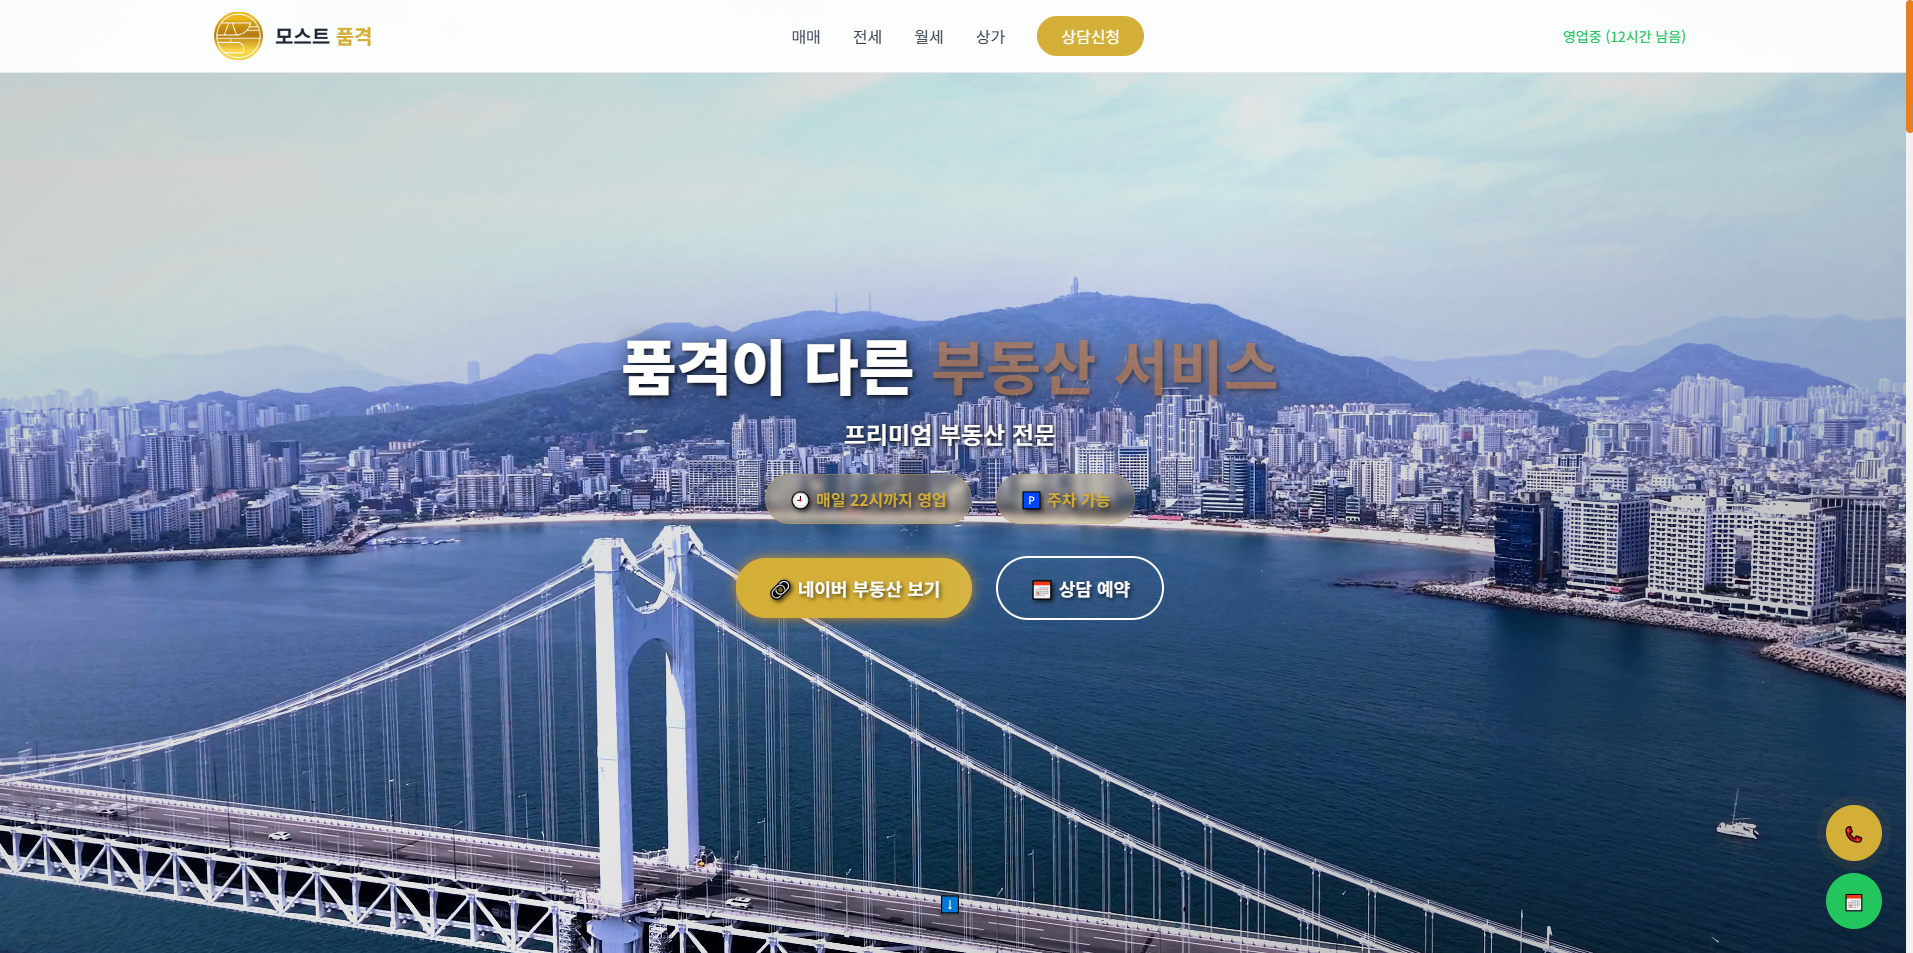 모스트 품격
매매 전세 월세 상가 상담신청
영업중 (12시간 남음)
품격이 다른 부동산 서비스
프리미엄 부동산 전문
매일 22시까지 영업
P 주차 가능
네이버 부동산 보기
상담 예약